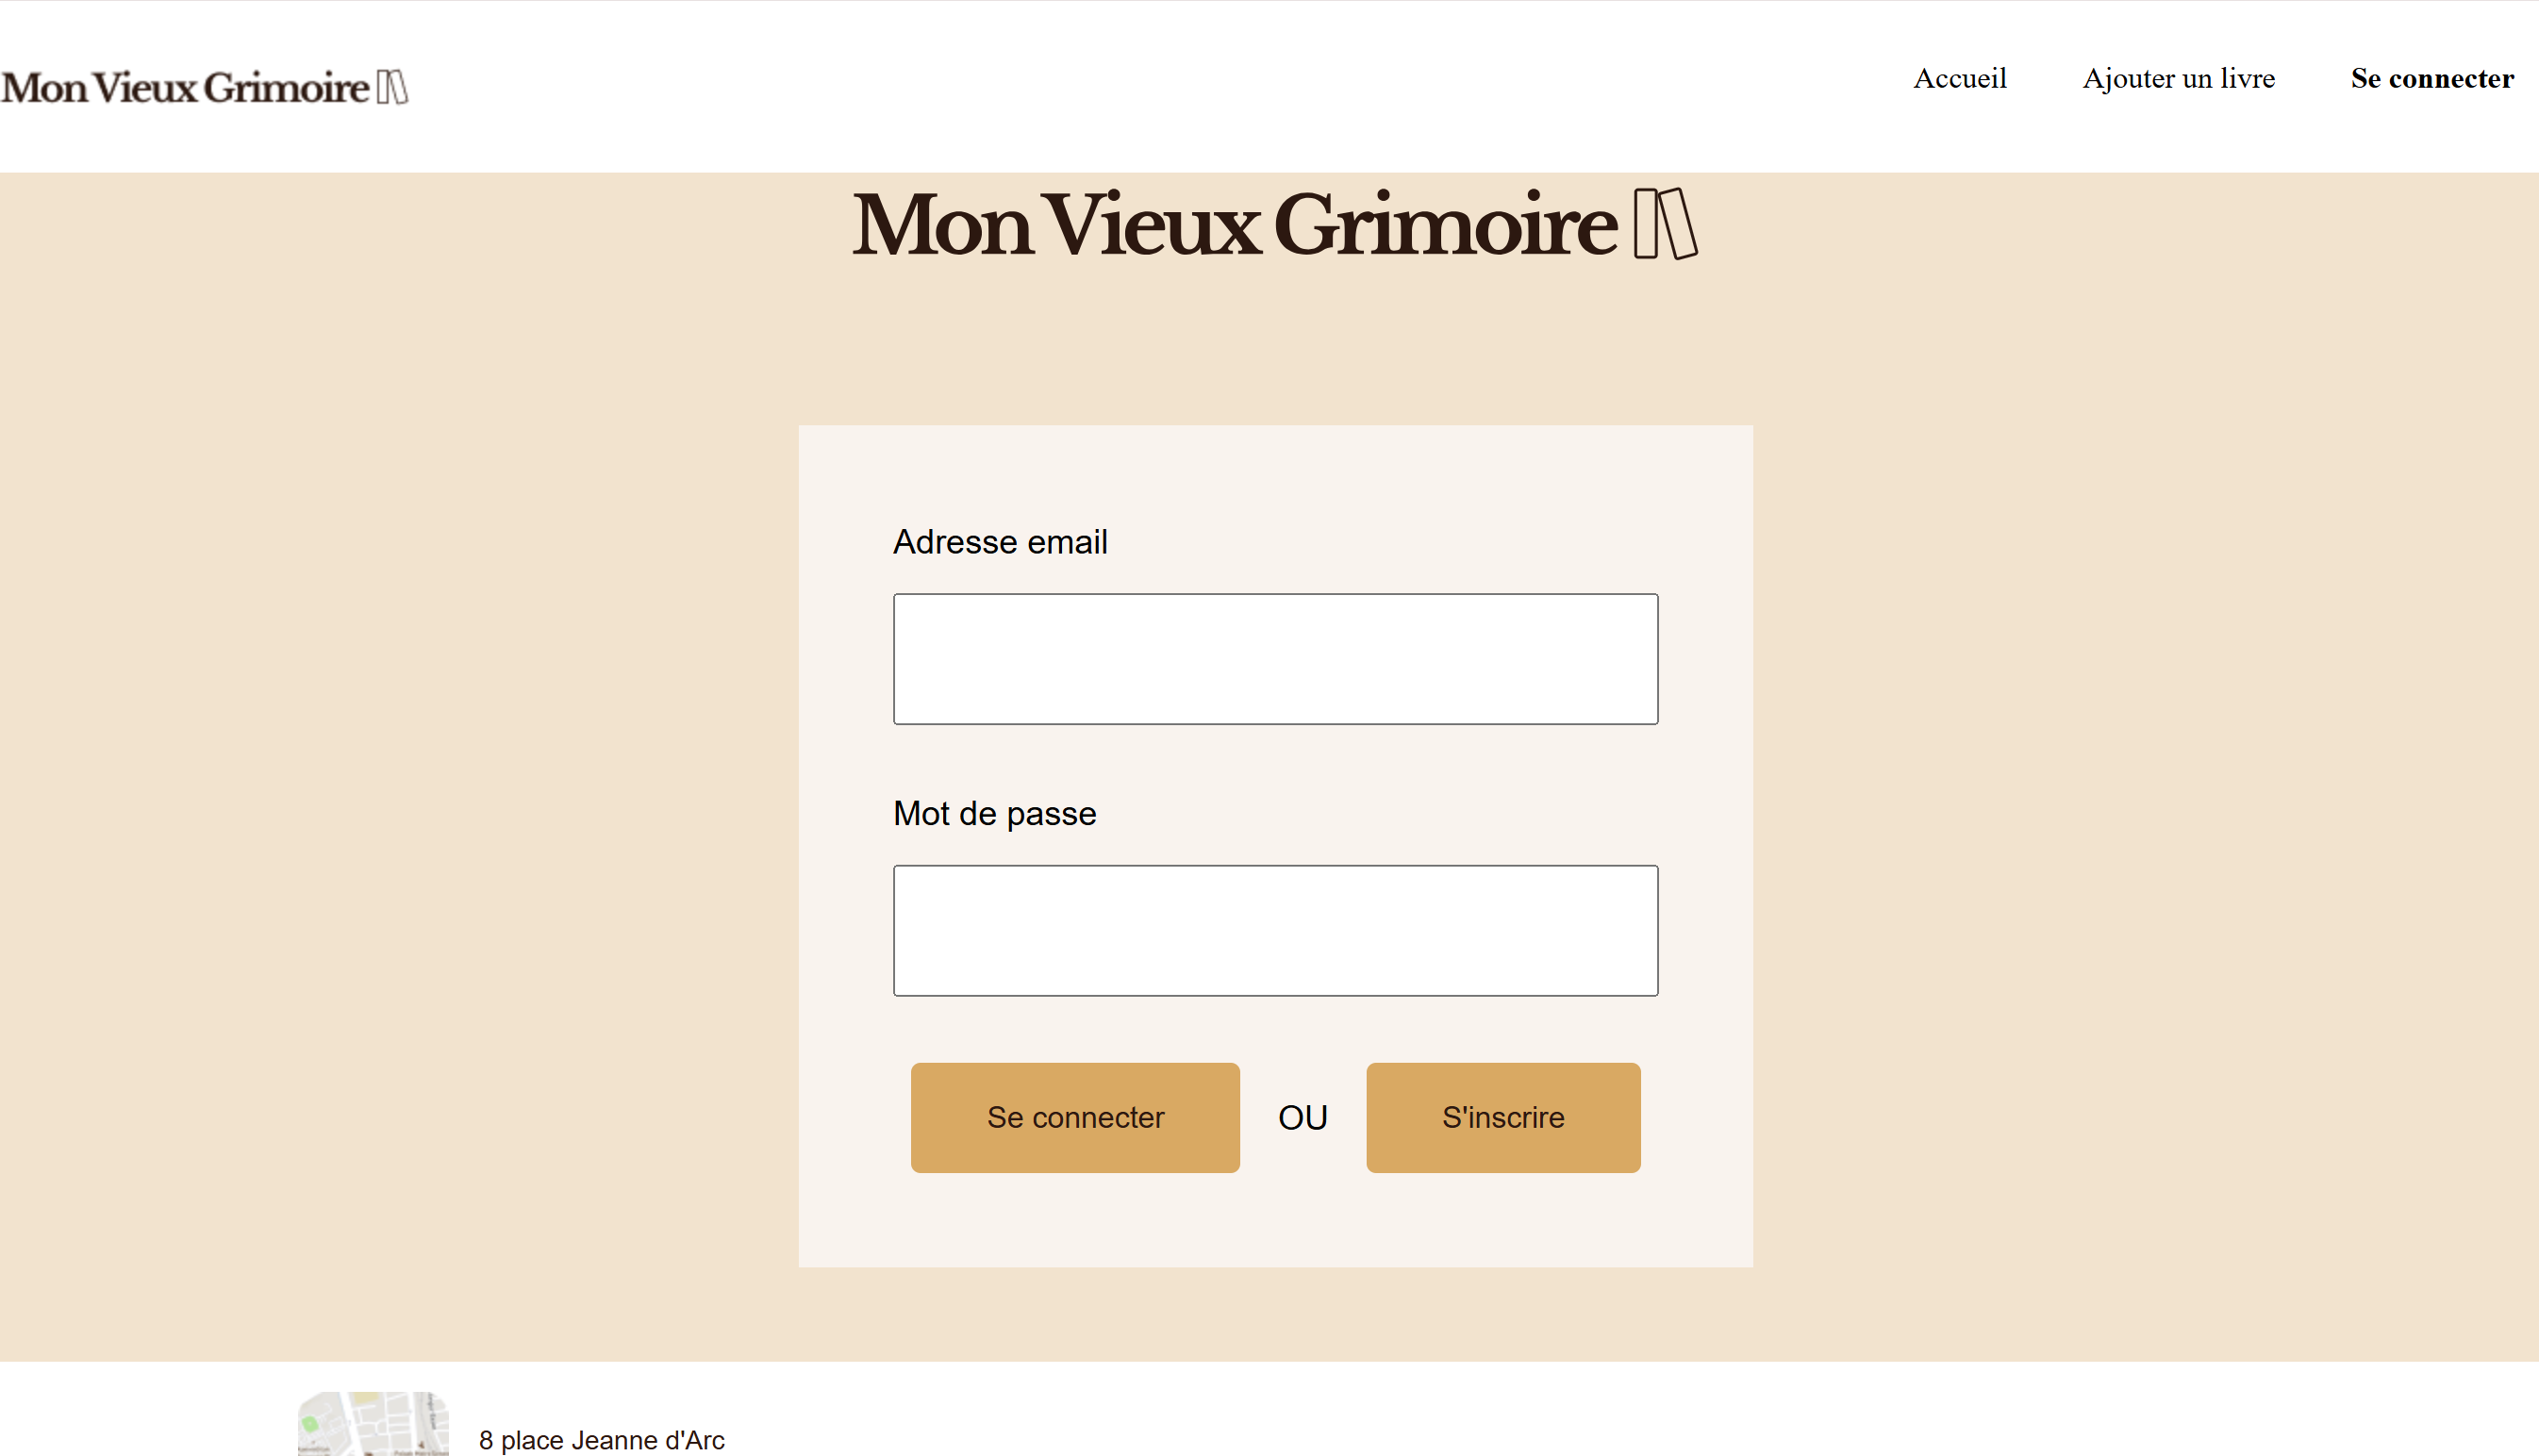 Mon Vieux Grimoire
Accueil
Ajouter un livre
Se connecter
Mon Vieux Grimoire
Adresse email
Mot de passe
Se connecter
OU
S'inscrire
8 place Jeanne d'Arc